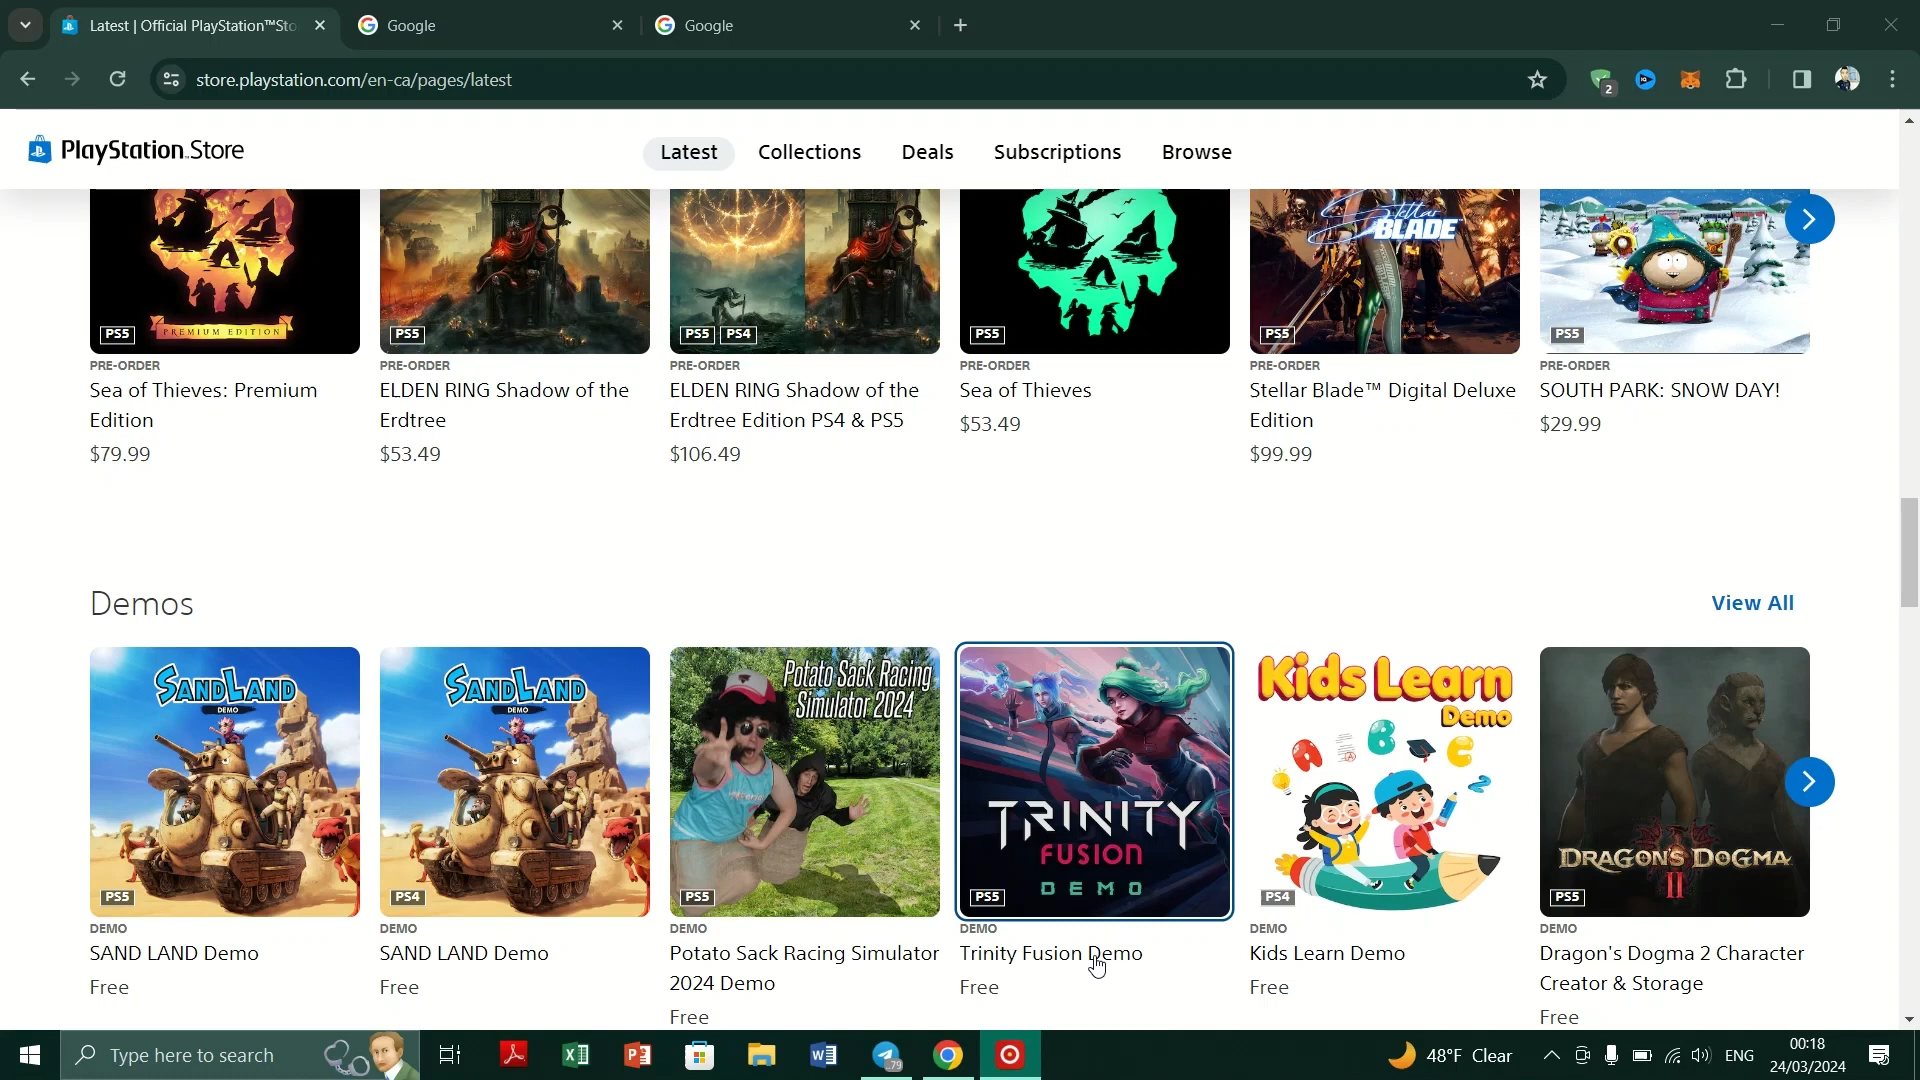 Latest | Official PlayStation™Sto
Google
Google
store.playstation.com/en-ca/pages/latest
2
PlayStation Store
Latest
Collections
Deals
Subscriptions
Browse
PREMIUM EDITION
Stellar
BLADE
PS5
PS5
PS5
PS4
PS5
PS5
PS5
PRE-ORDER
PRE-ORDER
PRE-ORDER
PRE-ORDER
PRE-ORDER
PRE-ORDER
Sea of Thieves: Premium
Edition
$79.99
ELDEN RING Shadow of the
Erdtree
$53.49
ELDEN RING Shadow of the
Erdtree Edition PS4 & PS5
$106.49
Sea of Thieves
$53.49
Stellar Blade™ Digital Deluxe
Edition
$99.99
SOUTH PARK: SNOW DAY!
$29.99
Demos
View All
SANDLAND
DEMO
PS5
SANDLAND
DEMO
PS4
Potato Sack Racing
Simulator 2024
PS5
TRINITY
FUSION
DEMO
PS5
Kids Learn
Demo
A B C
PS4
DRAGON'S DOGMA
II
PS5
DEMO
SAND LAND Demo
Free
DEMO
SAND LAND Demo
Free
DEMO
Potato Sack Racing Simulator
2024 Demo
Free
DEMO
Trinity Fusion Demo
Free
DEMO
Kids Learn Demo
Free
DEMO
Dragon's Dogma 2 Character
Creator & Storage
Free
Type here to search
79
48°F Clear
ENG
00:18
24/03/2024